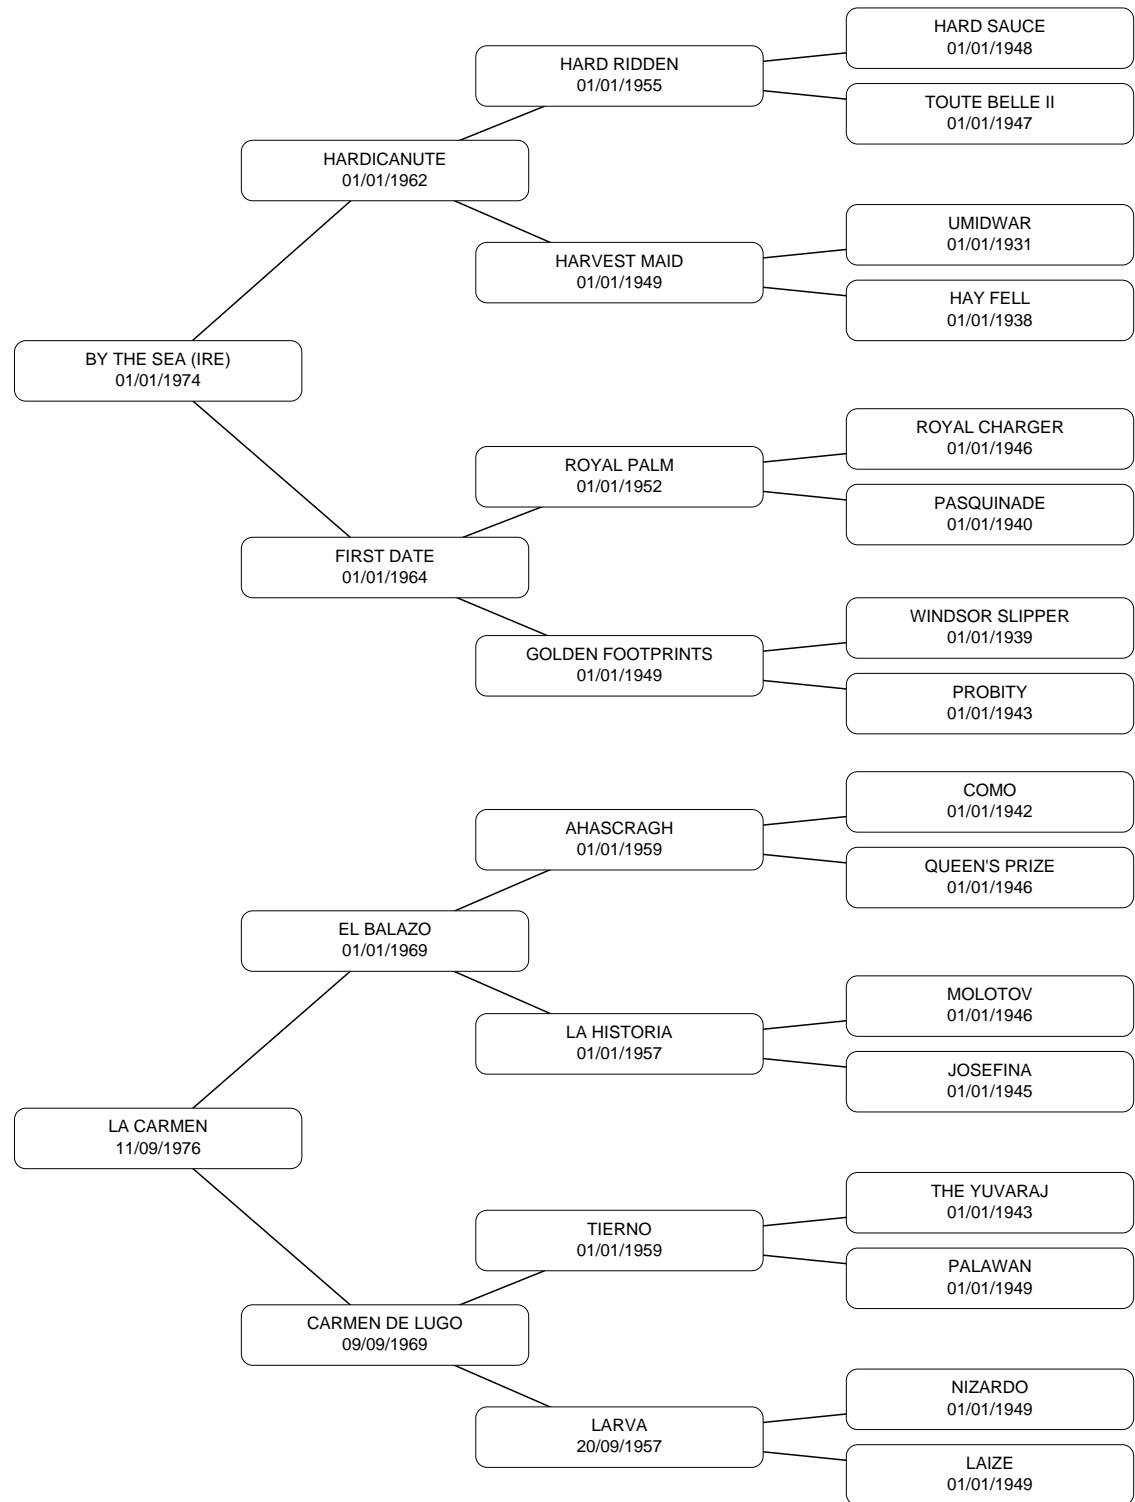 HARD SAUCE
01/01/1948
HARD RIDDEN
01/01/1955
TOUTE BELLE II
01/01/1947
HARDICANUTE
01/01/1962
UMIDWAR
01/01/1931
HARVEST MAID
01/01/1949
HAY FELL
01/01/1938
BY THE SEA (IRE)
01/01/1974
ROYAL CHARGER
01/01/1946
ROYAL PALM
01/01/1952
PASQUINADE
01/01/1940
FIRST DATE
01/01/1964
WINDSOR SLIPPER
01/01/1939
GOLDEN FOOTPRINTS
01/01/1949
PROBITY
01/01/1943
COMO
01/01/1942
AHASCRAGH
01/01/1959
QUEEN'S PRIZE
01/01/1946
EL BALAZO
01/01/1969
MOLOTOV
01/01/1946
LA HISTORIA
01/01/1957
JOSEFINA
01/01/1945
LA CARMEN
11/09/1976
THE YUVARAJ
01/01/1943
TIERNO
01/01/1959
PALAWAN
01/01/1949
CARMEN DE LUGO
09/09/1969
NIZARDO
01/01/1949
LARVA
20/09/1957
LAIZE
01/01/1949